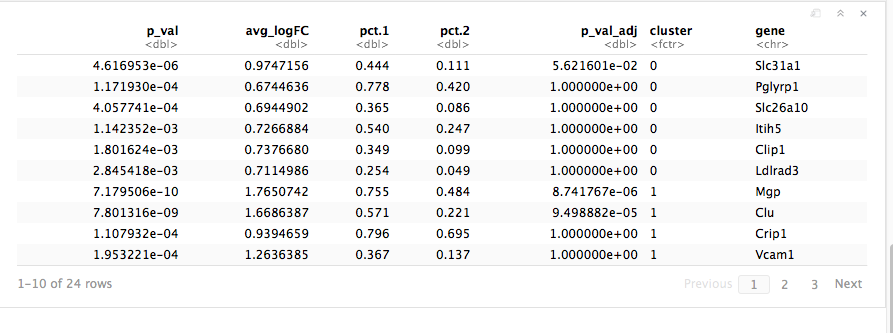 p_val avg_logFC pct.1 pct.2 p_val_adj cluster gene
<dbl> <dbl> <dbl> <dbl> <dbl> <fctr> <chr>
4.616953e-06 0.9747156 0.444 0.111 5.621601e-02 0 Slc31a1
1.171930e-04 0.6744636 0.778 0.420 1.000000e+00 0 Pglyrp1
4.057741e-04 0.6944902 0.365 0.086 1.000000e+00 0 Slc26a10
1.142352e-03 0.7266884 0.540 0.247 1.000000e+00 0 Itih5
1.801624e-03 0.7376680 0.349 0.099 1.000000e+00 0 Clip1
2.845418e-03 0.7114986 0.254 0.049 1.000000e+00 0 Ldlrad3
7.179506e-10 1.7650742 0.755 0.484 8.741767e-06 1 Mgp
7.801316e-09 1.6686387 0.571 0.221 9.498882e-05 1 Clu
1.107932e-04 0.9394659 0.796 0.695 1.000000e+00 1 Crip1
1.953221e-04 1.2636385 0.367 0.137 1.000000e+00 1 Vcam1
1-10 of 24 rows Previous 1 2 3 Next